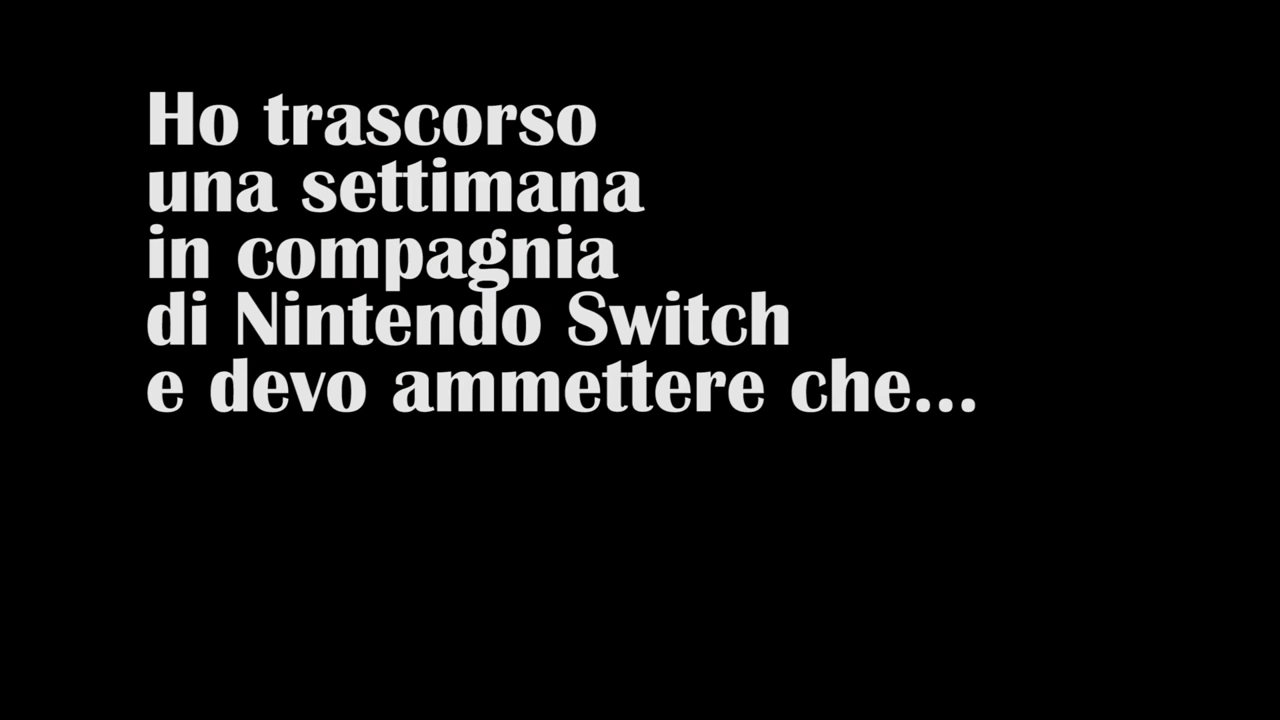 Ho trascorso
una settimana
in compagnia
di Nintendo Switch
e devo ammettere che...